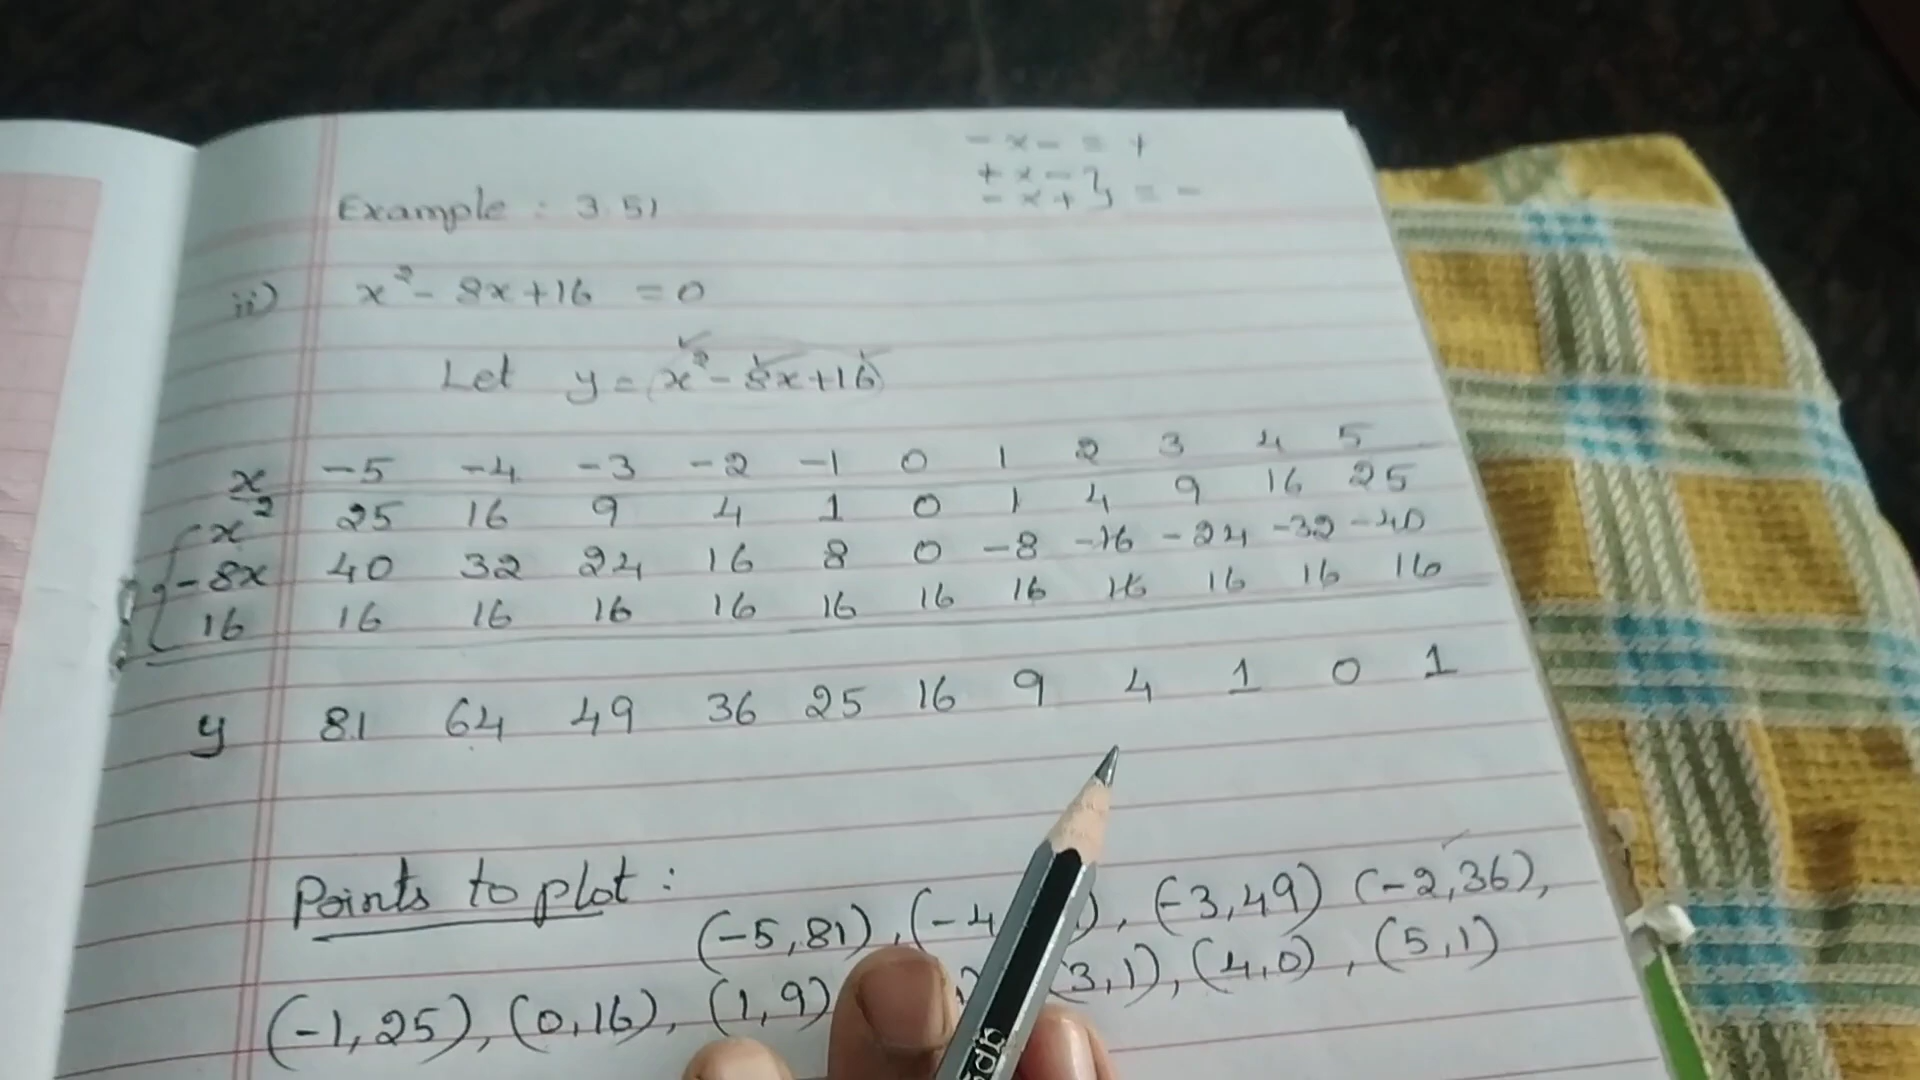 - x - = +
+ x - }
- x + } = -
Example : 3.51
ii) x² - 8x + 16 = 0
Let y = (x² - 8x + 16)
x -5 -4 -3 -2 -1 0 1 2 3 4 5
x² 25 16 9 4 1 0 1 4 9 16 25
-8x 40 32 24 16 8 0 -8 -16 -24 -32 -40
16 16 16 16 16 16 16 16 16 16 16 16
y 81 64 49 36 25 16 9 4 1 0 1
Points to plot :
(-5,81), (-4 ), (-3,49) (-2,36),
(-1,25), (0,16), (1,9) (3,1), (4,0), (5,1)